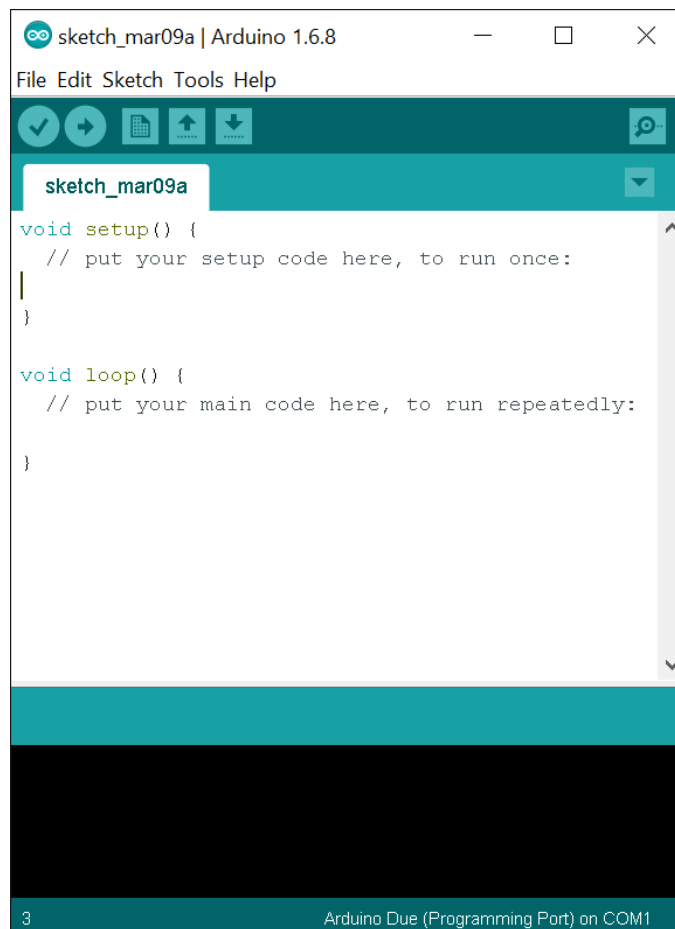 sketch_mar09a | Arduino 1.6.8
File Edit Sketch Tools Help
sketch_mar09a
void setup() {
  // put your setup code here, to run once:

}

void loop() {
  // put your main code here, to run repeatedly:

}
3 Arduino Due (Programming Port) on COM1